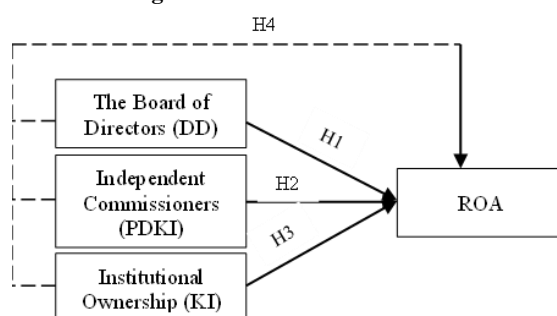 H4
The Board of
Directors (DD)
H1
Independent
Commissioners
(PDKI)
H2
ROA
H3
Institutional
Ownership (KI)